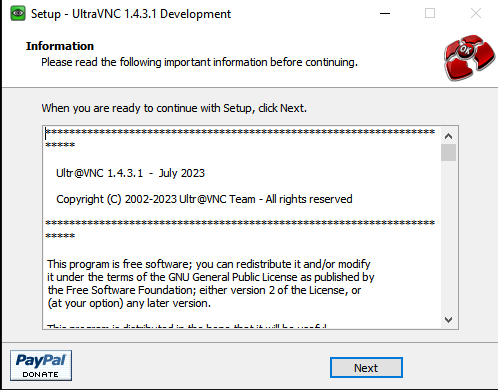 Setup - UltraVNC 1.4.3.1 Development
Information
Please read the following important information before continuing.
OK
When you are ready to continue with Setup, click Next.
*****************************************************************
*****
Ultr@VNC 1.4.3.1 - July 2023
Copyright (C) 2002-2023 Ultr@VNC Team - All rights reserved
*****************************************************************
*****
This program is free software; you can redistribute it and/or modify
it under the terms of the GNU General Public License as published by
the Free Software Foundation; either version 2 of the License, or
(at your option) any later version.
This program is distributed in the hope that it will be useful,
PayPal
DONATE
Next